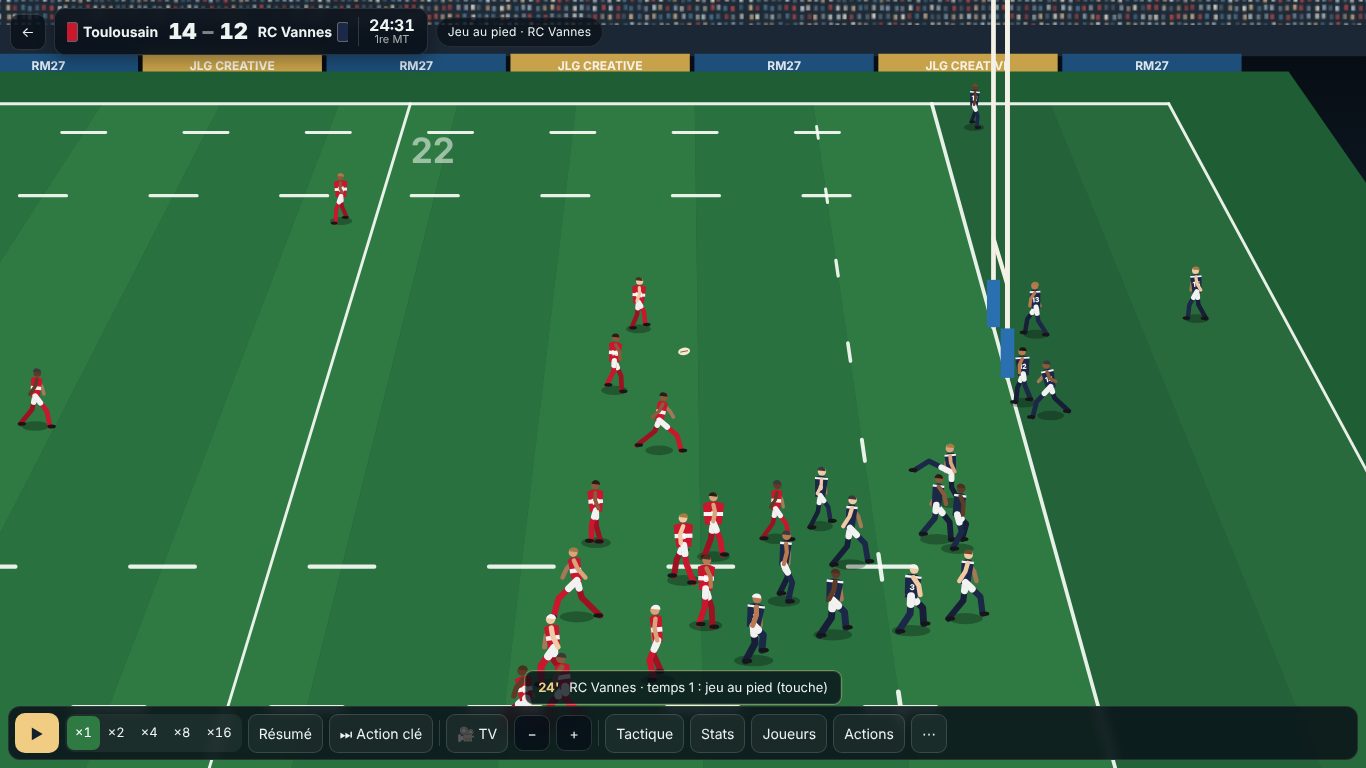 ←
Toulousain 14 – 12 RC Vannes
24:31
1re MT
Jeu au pied · RC Vannes
RM27
JLG CREATIVE
RM27
JLG CREATIVE
RM27
JLG CREATIVE
RM27
22
24' RC Vannes · temps 1 : jeu au pied (touche)
×1 ×2 ×4 ×8 ×16 Résumé ⏭ Action clé 🎥 TV − + Tactique Stats Joueurs Actions ⋯